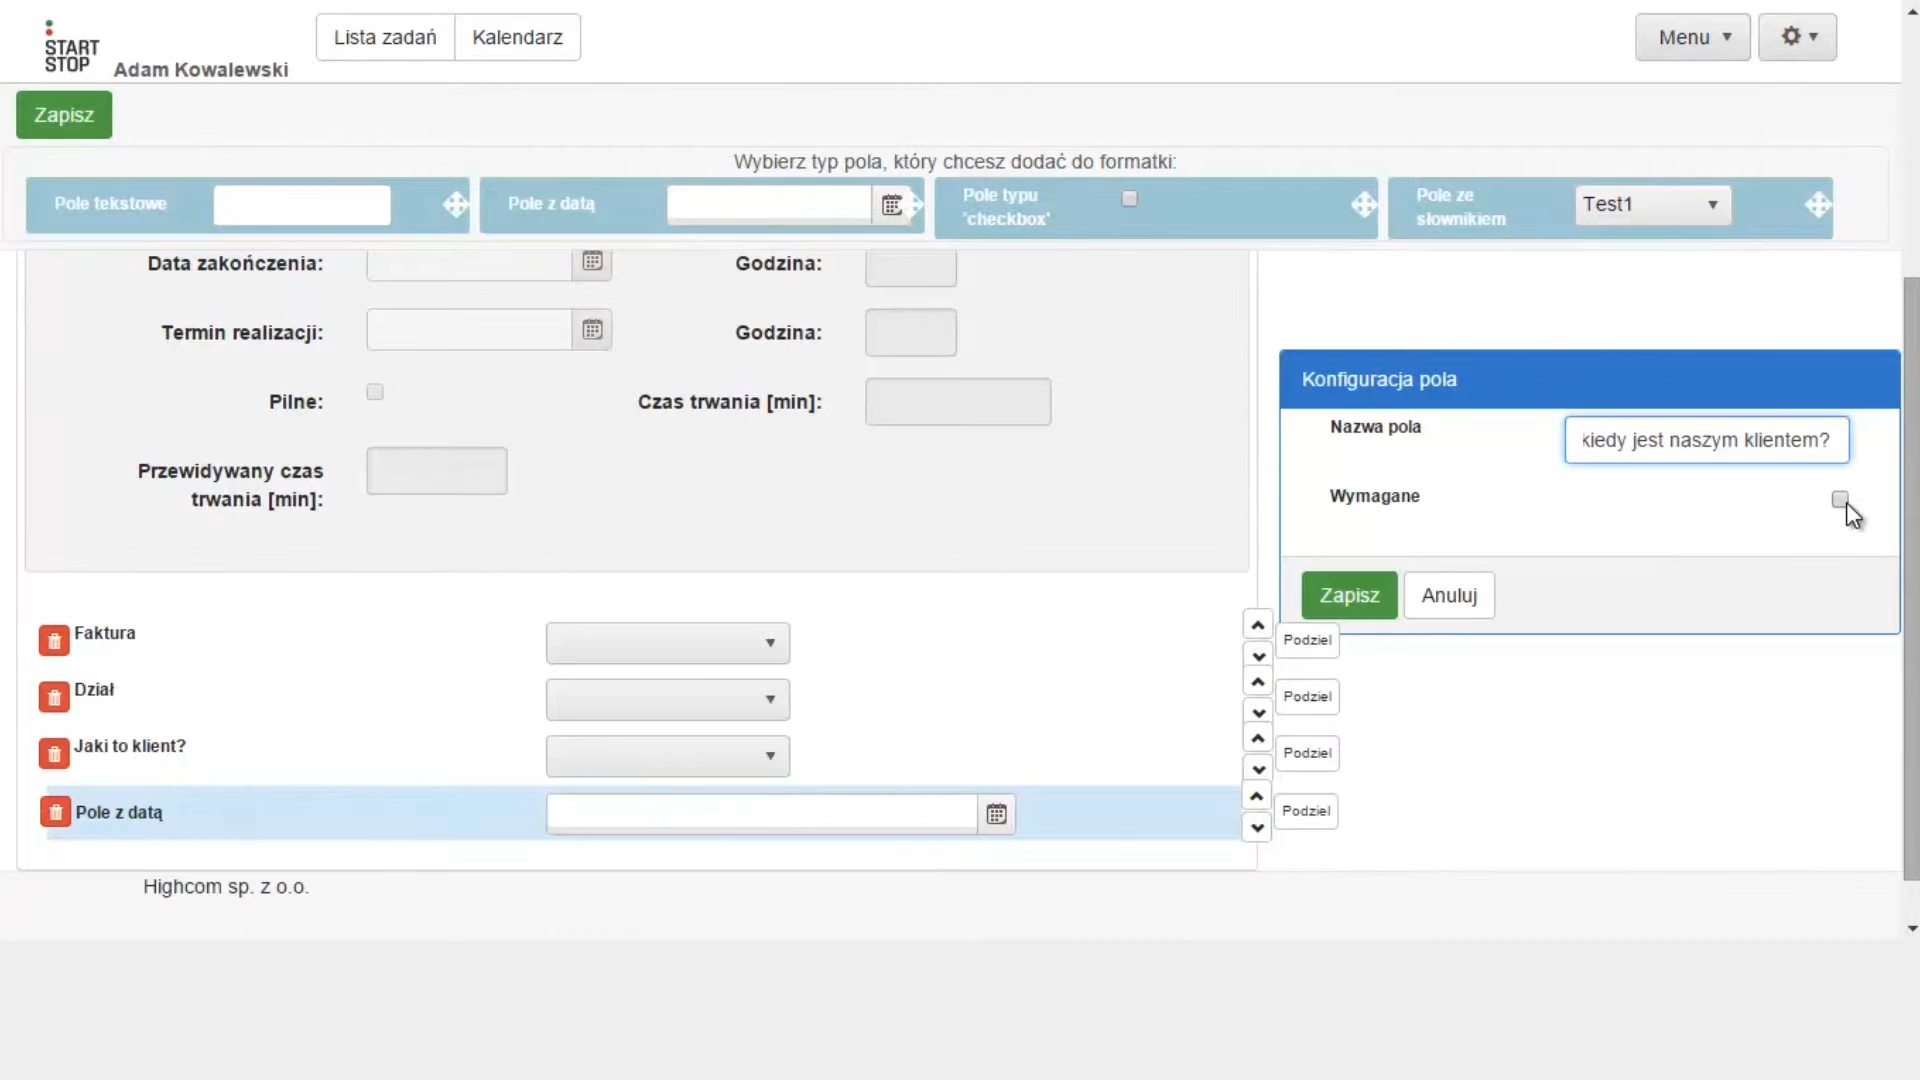 START
STOP
Adam Kowalewski
Lista zadań
Kalendarz
Menu
Zapisz
Wybierz typ pola, który chcesz dodać do formatki:
Pole tekstowe
Pole z datą
Pole typu
'checkbox'
Pole ze
słownikiem
Test1
Data zakończenia:
Godzina:
Termin realizacji:
Godzina:
Pilne:
Czas trwania [min]:
Przewidywany czas
trwania [min]:
Konfiguracja pola
Nazwa pola
kiedy jest naszym klientem?
Wymagane
Zapisz
Anuluj
Faktura
Podziel
Dział
Podziel
Jaki to klient?
Podziel
Pole z datą
Podziel
Highcom sp. z o.o.